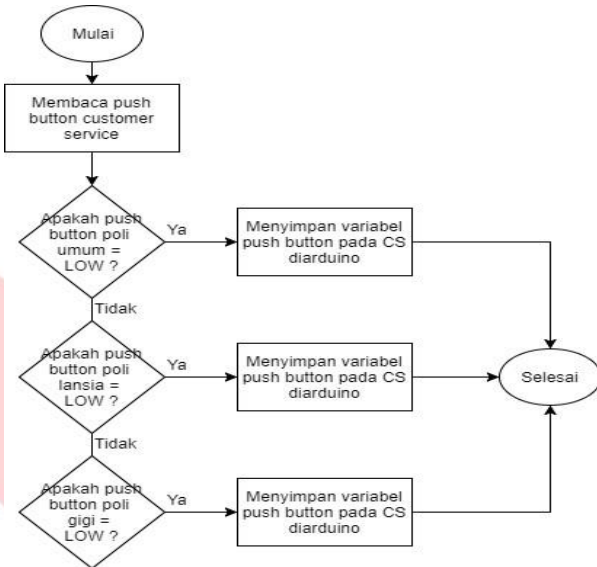 Mulai
Membaca push
button customer
service
Apakah push
button poli
umum =
LOW ?
Ya
Menyimpan variabel
push button pada CS
diarduino
Tidak
Apakah push
button poli
lansia =
LOW ?
Ya
Menyimpan variabel
push button pada CS
diarduino
Selesai
Tidak
Apakah push
button poli
gigi =
LOW ?
Ya
Menyimpan variabel
push button pada CS
diarduino